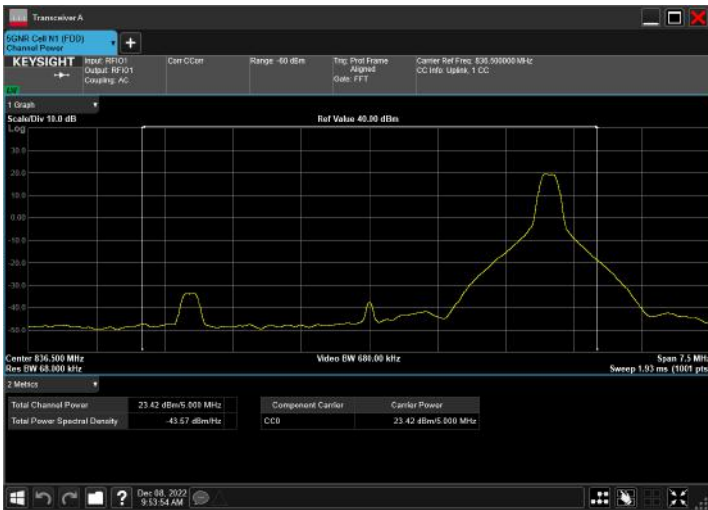 Transceiver A
5GNR Cell N1 (FDD)
Channel Power
KEYSIGHT Input: RFIO1 Corr CCorr Range -60 dBm Trig: Prot Frame Carrier Ref Freq: 836.500000 MHz
Output: RFIO1 Aligned CC Info: Uplink, 1 CC
Coupling: AC Gate: FFT
1 Graph
Scale/Div 10.0 dB Ref Value 40.00 dBm
Log
30.0
20.0
10.0
0.00
-10.0
-20.0
-30.0
-40.0
-50.0
Center 836.500 MHz Video BW 680.00 kHz Span 7.5 MHz
Res BW 68.000 kHz Sweep 1.93 ms (1001 pts
2 Metrics
Total Channel Power 23.42 dBm/5.000 MHz Component Carrier Carrier Power
Total Power Spectral Density -43.57 dBm/Hz CC0 23.42 dBm/5.000 MHz
? Dec 08, 2022
9:53:54 AM